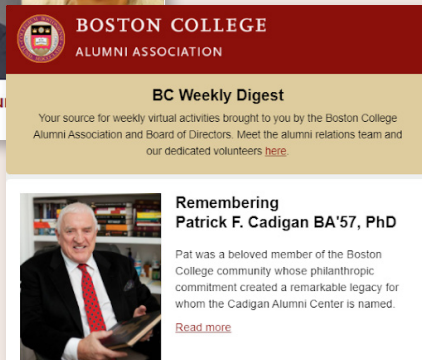 BOSTON COLLEGE
ALUMNI ASSOCIATION
BC Weekly Digest
Your source for weekly virtual activities brought to you by the Boston College
Alumni Association and Board of Directors. Meet the alumni relations team and
our dedicated volunteers here.
Remembering
Patrick F. Cadigan BA'57, PhD
Pat was a beloved member of the Boston
College community whose philanthropic
commitment created a remarkable legacy for
whom the Cadigan Alumni Center is named.
Read more